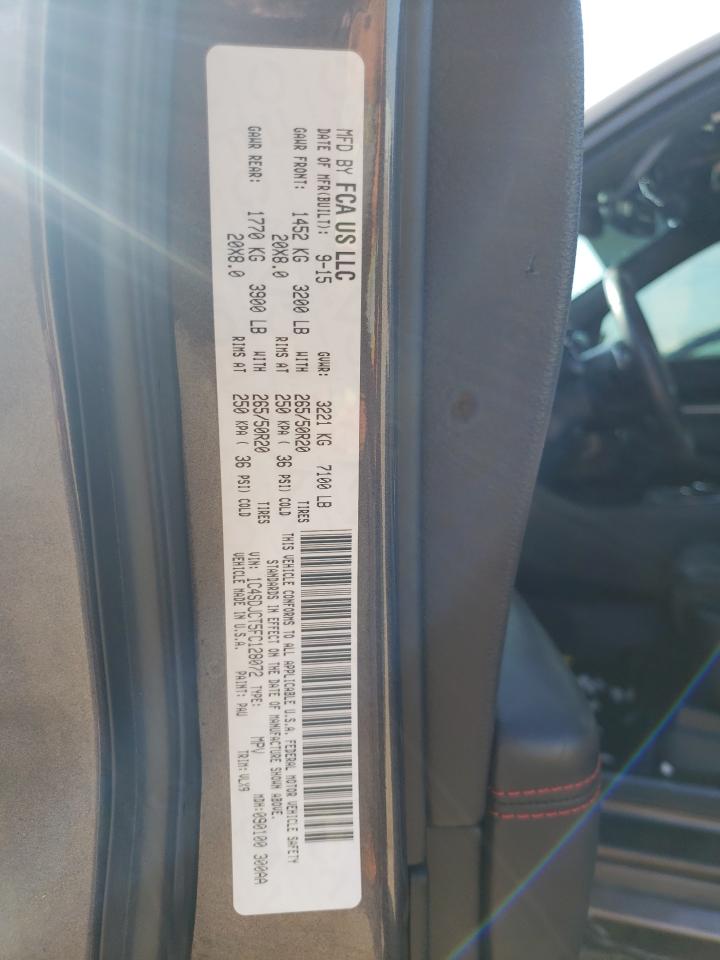 MFD BY FCA US LLC
DATE OF MFR(BUILT): 9-15 GVWR: 3221 KG 7100 LB
GAWR FRONT: 1452 KG 3200 LB WITH 265/50R20 TIRES
20X8.0 RIMS AT 250 KPA( 36 PSI) COLD
GAWR REAR: 1770 KG 3900 LB WITH 265/50R20 TIRES
20X8.0 RIMS AT 250 KPA( 36 PSI) COLD
THIS VEHICLE CONFORMS TO ALL APPLICABLE U.S.A. FEDERAL MOTOR VEHICLE SAFETY
STANDARDS IN EFFECT ON THE DATE OF MANUFACTURE SHOWN ABOVE.
VIN: 1C4SDJCT5FC128072 TYPE: MPV MDH:090100 300AA
VEHICLE MADE IN U.S.A. PAINT: PAU TRIM: VLX9